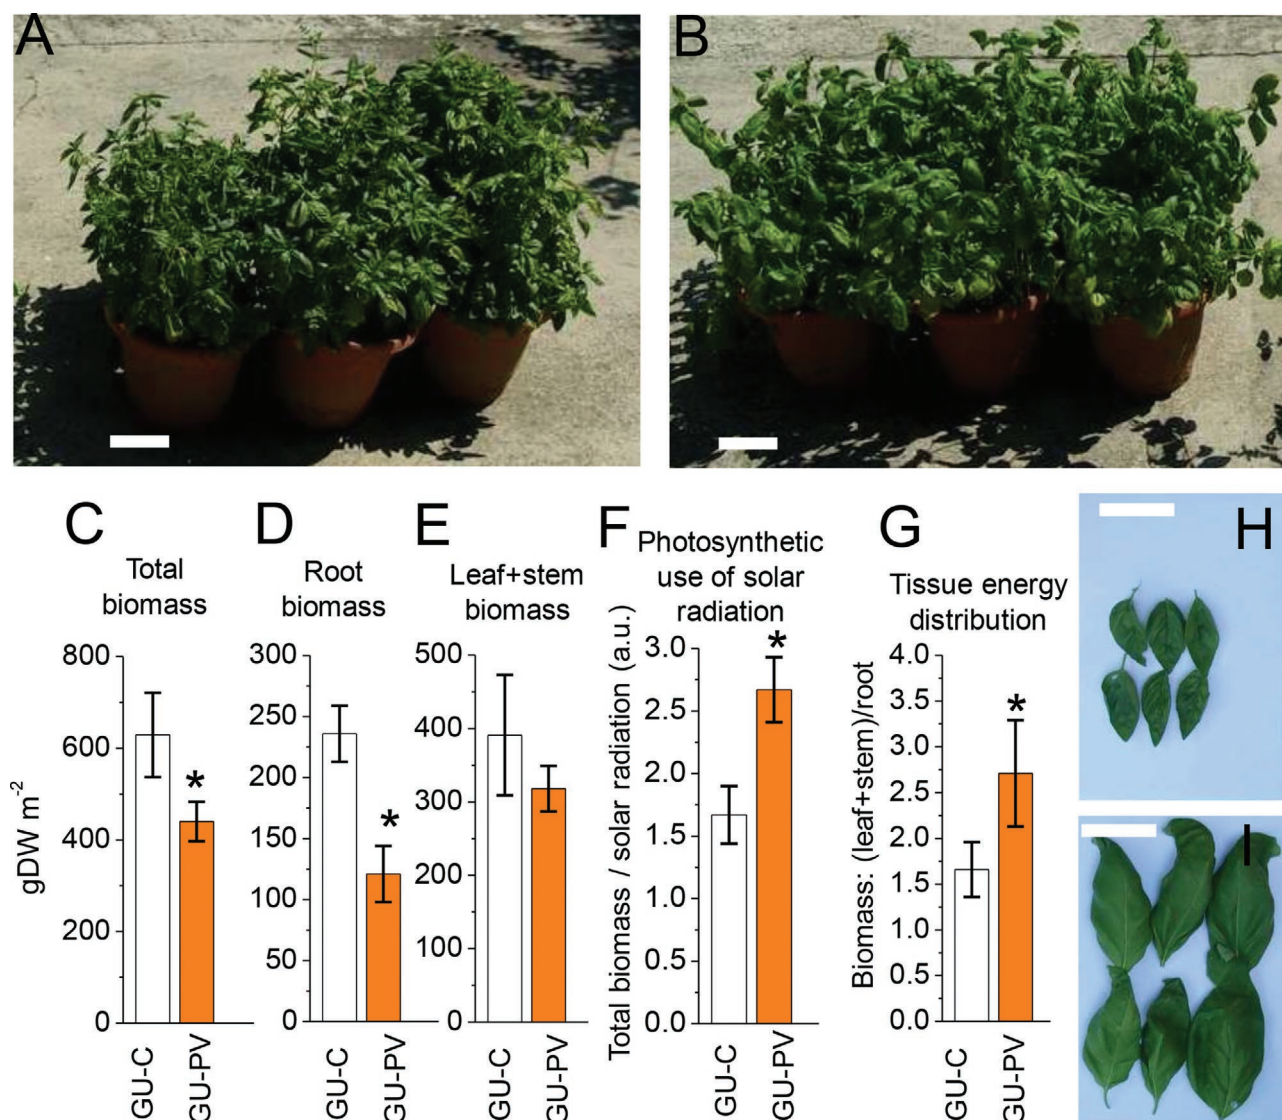 A
B
C
Total
biomass
D
Root
biomass
E
Leaf+stem
biomass
F
Photosynthetic
use of solar
radiation
G
Tissue energy
distribution
H
I
gDW m⁻²
800
600
400
200
0
*
GU-C
GU-PV
300
250
200
150
100
50
0
*
GU-C
GU-PV
500
400
300
200
100
0
GU-C
GU-PV
Total biomass / solar radiation (a.u.)
3.0
2.5
2.0
1.5
1.0
0.5
0.0
*
GU-C
GU-PV
Biomass: (leaf+stem)/root
4.0
3.5
3.0
2.5
2.0
1.5
1.0
0.5
0.0
*
GU-C
GU-PV